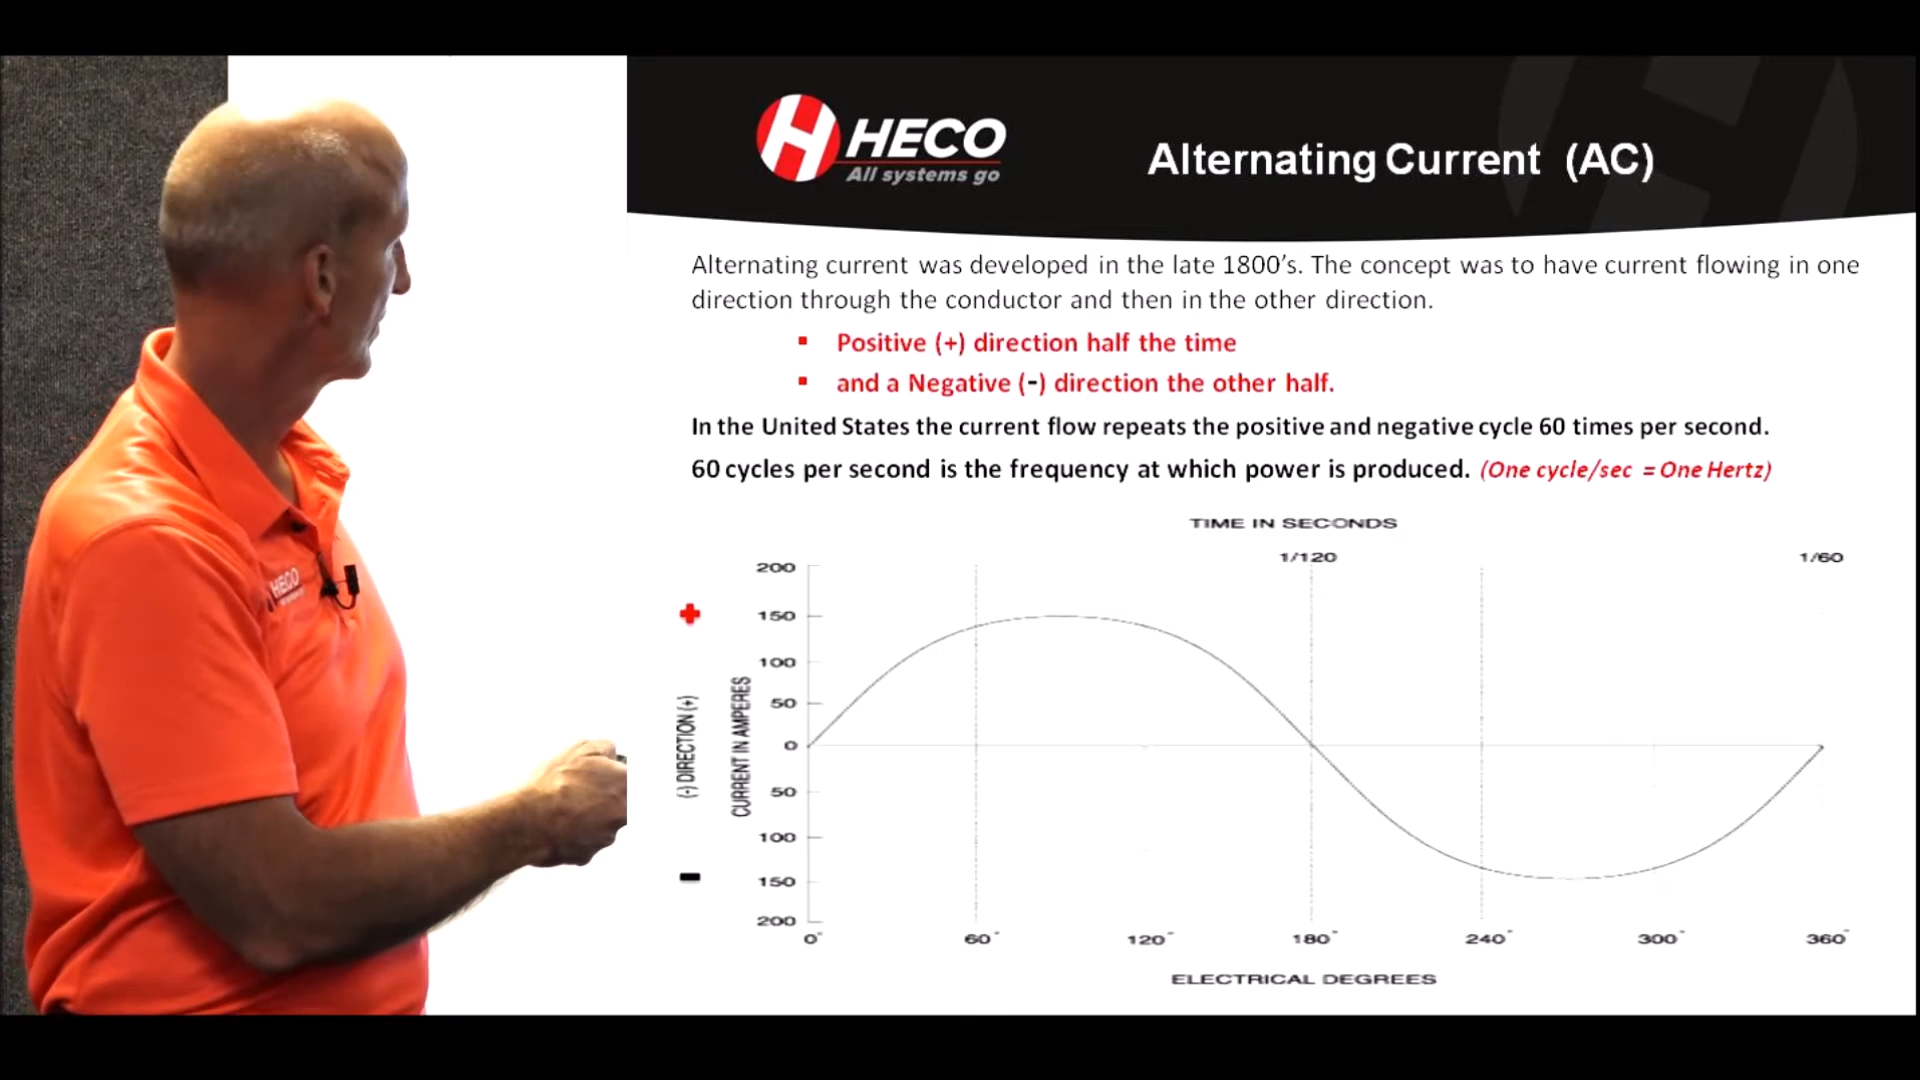 HECO
All systems go
Alternating Current (AC)
Alternating current was developed in the late 1800's. The concept was to have current flowing in one
direction through the conductor and then in the other direction.
▪ Positive (+) direction half the time
▪ and a Negative (-) direction the other half.
In the United States the current flow repeats the positive and negative cycle 60 times per second.
60 cycles per second is the frequency at which power is produced. (One cycle/sec = One Hertz)
TIME IN SECONDS
1/120 1/60
200
150
100
50
0
50
100
150
200
+
(-) DIRECTION (+)
-
CURRENT IN AMPERES
0° 60° 120° 180° 240° 300° 360°
ELECTRICAL DEGREES
HECO